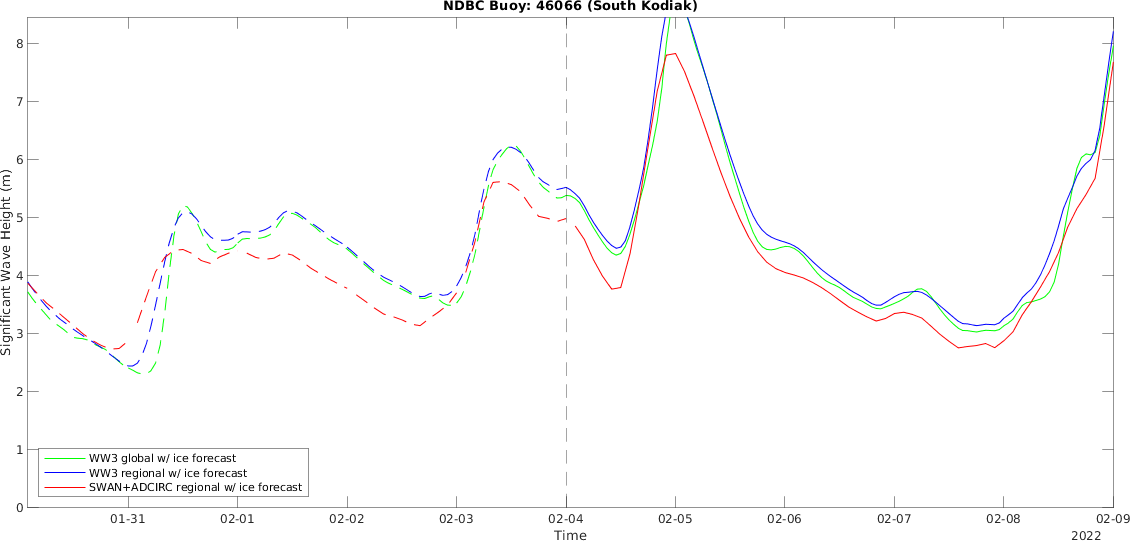 NDBC Buoy: 46066 (South Kodiak)
Significant Wave Height (m)
8
7
6
5
4
3
2
1
0
WW3 global w/ ice forecast
WW3 regional w/ ice forecast
SWAN+ADCIRC regional w/ ice forecast
01-31 02-01 02-02 02-03 02-04 02-05 02-06 02-07 02-08 02-09
Time
2022